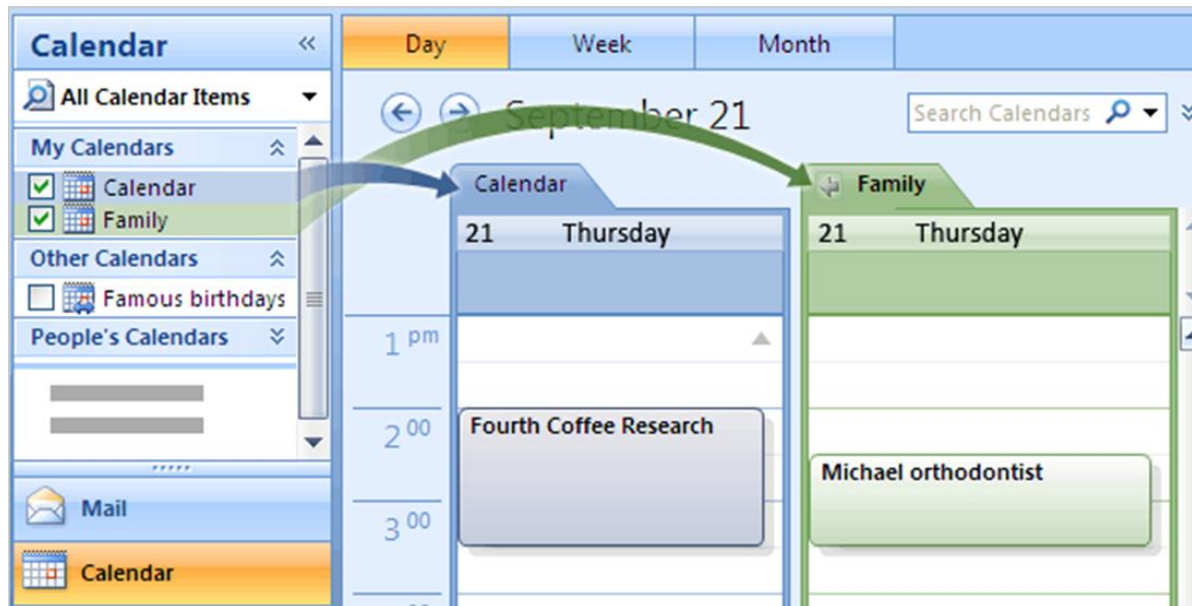 Calendar
All Calendar Items
My Calendars
Calendar
Family
Other Calendars
Famous birthdays
People's Calendars
Mail
Calendar
Day Week Month
September 21
Search Calendars
Calendar
21 Thursday
Family
21 Thursday
1 pm
2 00
3 00
Fourth Coffee Research
Michael orthodontist